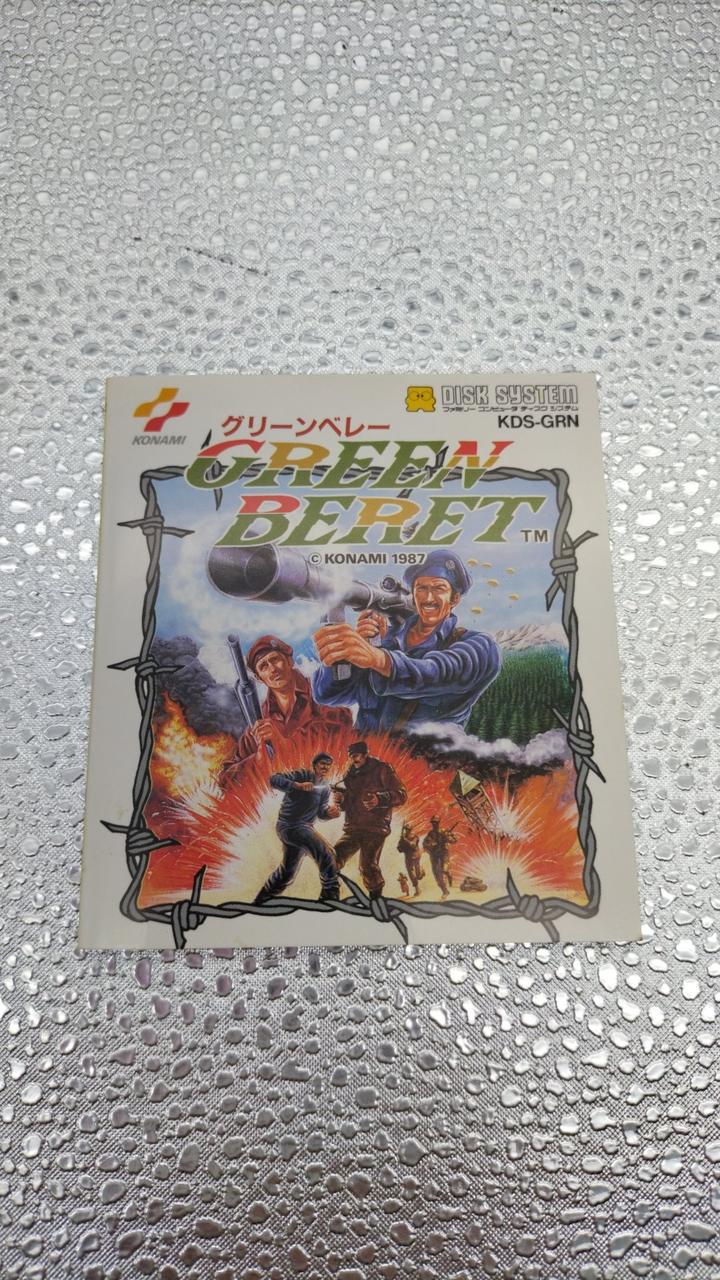 KONAMI
DISK SYSTEM
ファミリー コンピュータ ディスク システム
KDS-GRN
グリーンベレー
GREEN
BERET TM
© KONAMI 1987